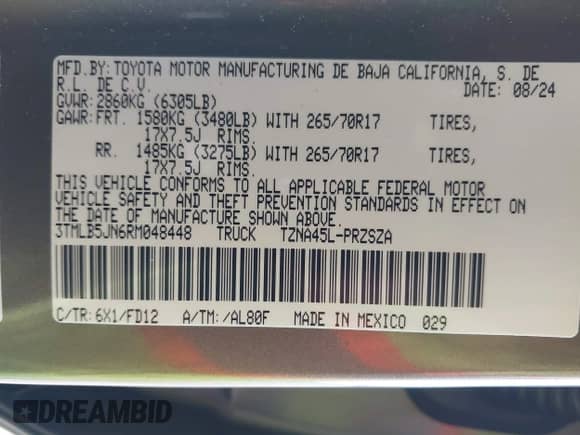 MFD.BY: TOYOTA MOTOR MANUFACTURING DE BAJA CALIFORNIA, S. DE
R.L. DE C.V. DATE: 08/24
GVWR: 2860KG (6305LB)
GAWR: FRT. 1580KG (3480LB) WITH 265/70R17 TIRES,
17X7.5J RIMS.
RR. 1485KG (3275LB) WITH 265/70R17 TIRES,
17X7.5J RIMS.
THIS VEHICLE CONFORMS TO ALL APPLICABLE FEDERAL MOTOR
VEHICLE SAFETY AND THEFT PREVENTION STANDARDS IN EFFECT ON
THE DATE OF MANUFACTURE SHOWN ABOVE.
3TMLB5JN6RM048448 TRUCK TZNA45L-PRZSZA
C/TR: 6X1/FD12 A/TM: /AL80F MADE IN MEXICO 029
DREAMBID